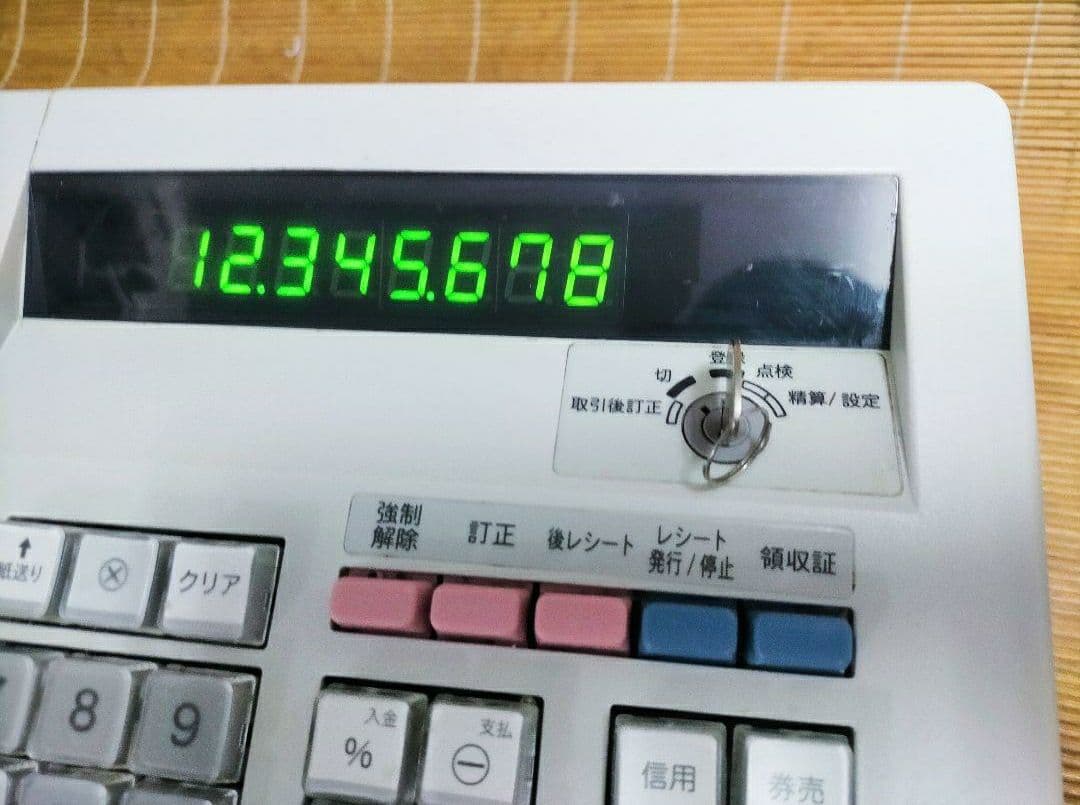 12.345.678
登録
切
点検
取引後訂正
精算/設定
強制
解除
訂正
後レシート
レシート
発行/停止
領収証
紙送り
クリア
8
9
入金
%
支払
信用
券売